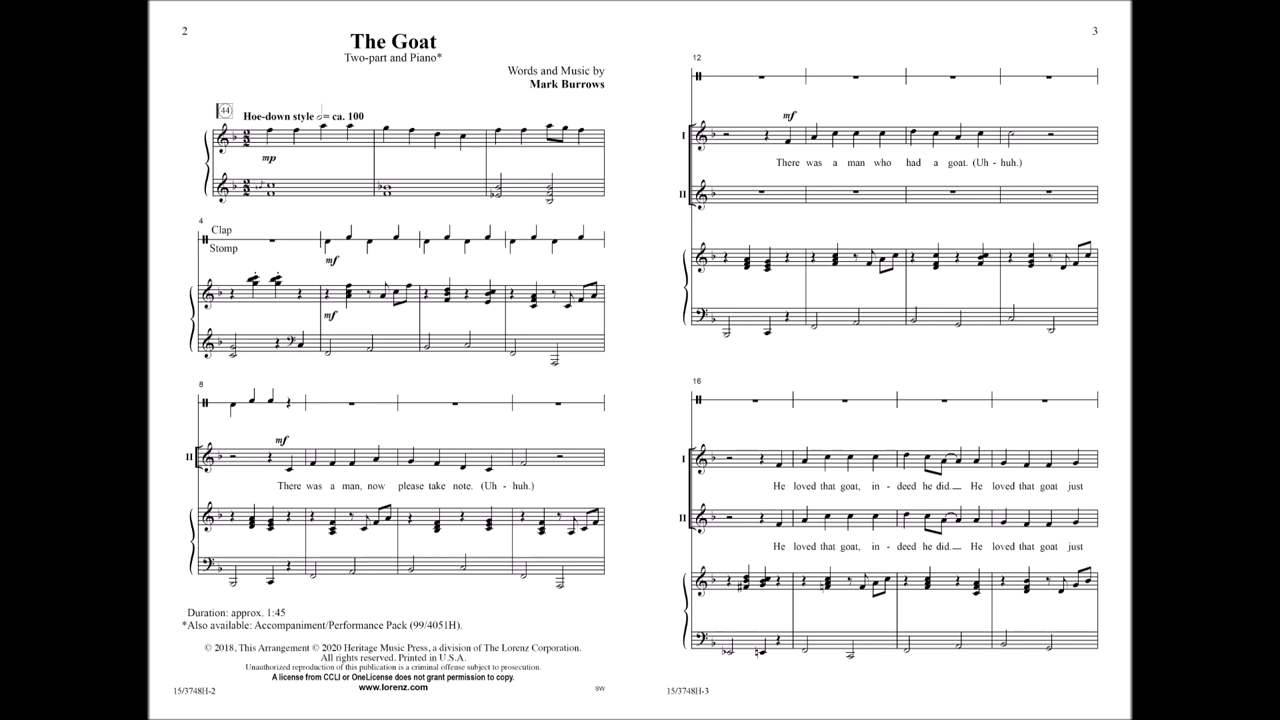 2
The Goat
Two-part and Piano*
Words and Music by
Mark Burrows
44
Hoe-down style 𝅗𝅥 = ca. 100
mp
4
Clap
Stomp
mf
mf
8
mf
II
There was a man, now please take note. (Uh - huh.)
Duration: approx. 1:45
*Also available: Accompaniment/Performance Pack (99/4051H).
© 2018, This Arrangement © 2020 Heritage Music Press, a division of The Lorenz Corporation.
All rights reserved. Printed in U.S.A.
Unauthorized reproduction of this publication is a criminal offense subject to prosecution.
A license from CCLI or OneLicense does not grant permission to copy.
www.lorenz.com
15/3748H-2
SW
3
12
mf
I
There was a man who had a goat. (Uh - huh.)
II
16
I
He loved that goat, in - deed he did. He loved that goat just
II
He loved that goat, in - deed he did. He loved that goat just
15/3748H-3